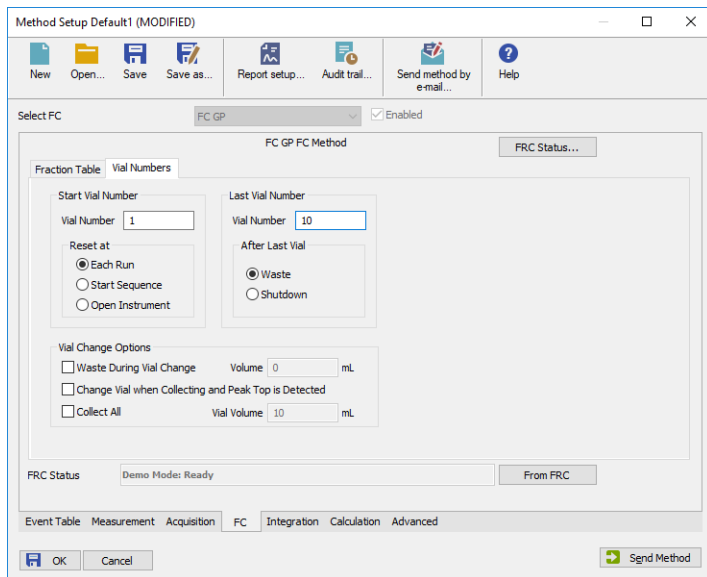 Method Setup Default1 (MODIFIED)
New Open... Save Save as... Report setup... Audit trail... Send method by e-mail... Help
Select FC FC GP Enabled
FC GP FC Method FRC Status...
Fraction Table Vial Numbers
Start Vial Number Last Vial Number
Vial Number 1 Vial Number 10
Reset at After Last Vial
Each Run Waste
Start Sequence Shutdown
Open Instrument
Vial Change Options
Waste During Vial Change Volume 0 mL
Change Vial when Collecting and Peak Top is Detected
Collect All Vial Volume 10 mL
FRC Status Demo Mode: Ready From FRC
Event Table Measurement Acquisition FC Integration Calculation Advanced
OK Cancel Send Method